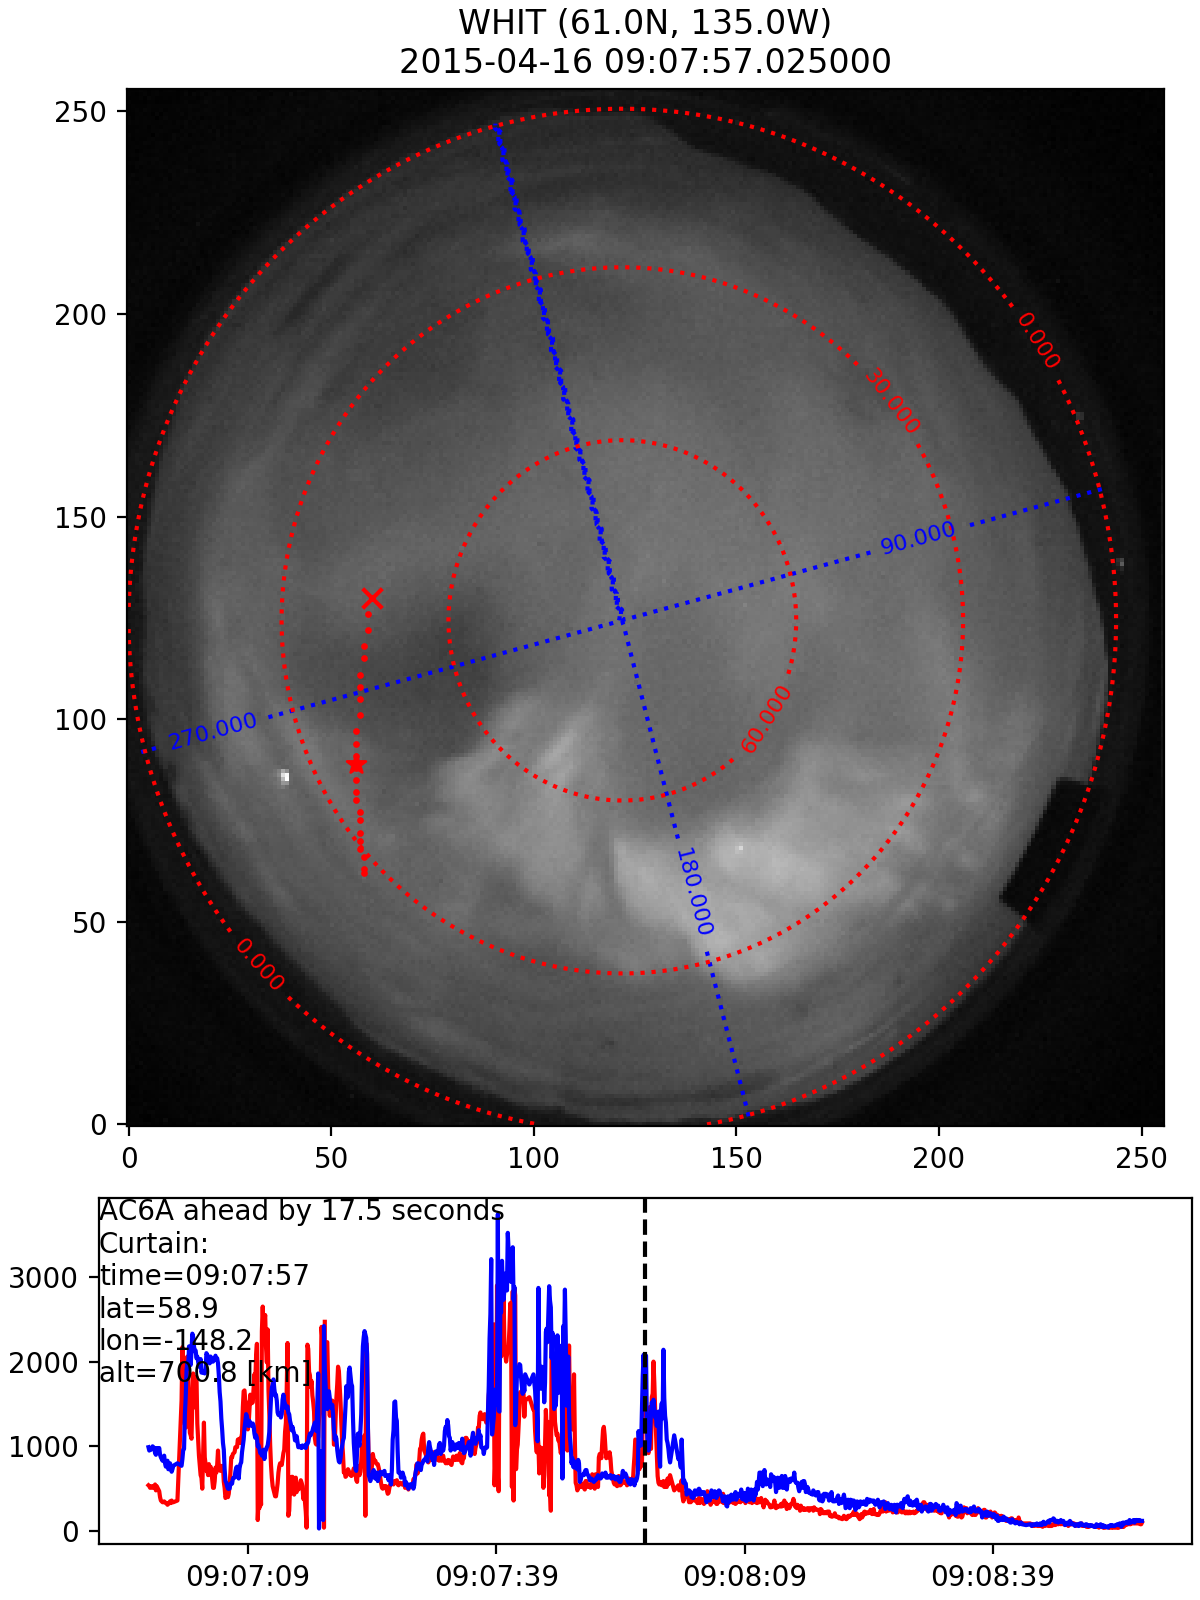 WHIT (61.0N, 135.0W)
2015-04-16 09:07:57.025000
250
200
150
100
50
0
0.000
30.000
90.000
60.000
270.000
180.000
0.000
0 50 100 150 200 250
AC6A ahead by 17.5 seconds
Curtain:
time=09:07:57
lat=58.9
lon=-148.2
alt=700.8 [km]
3000
2000
1000
0
09:07:09 09:07:39 09:08:09 09:08:39